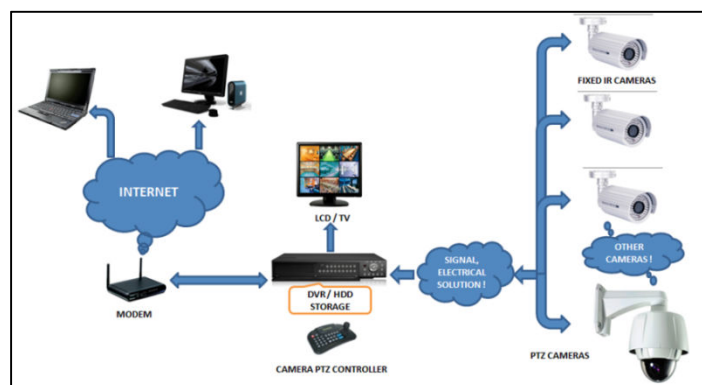 FIXED IR CAMERAS
INTERNET
LCD / TV
SIGNAL,
ELECTRICAL
SOLUTION !
OTHER
CAMERAS !
DVR/ HDD
STORAGE
MODEM
CAMERA PTZ CONTROLLER
PTZ CAMERAS